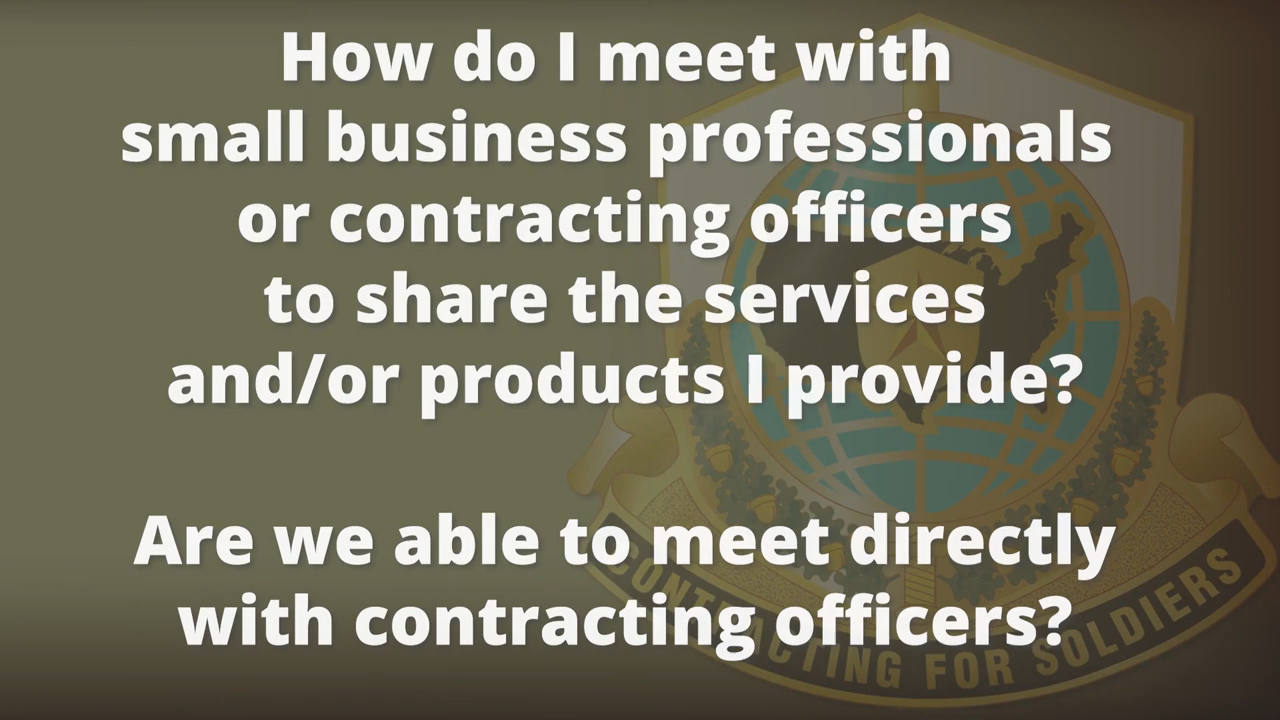 How do I meet with
small business professionals
or contracting officers
to share the services
and/or products I provide?
Are we able to meet directly
with contracting officers?
CONTRACTING FOR SOLDIERS